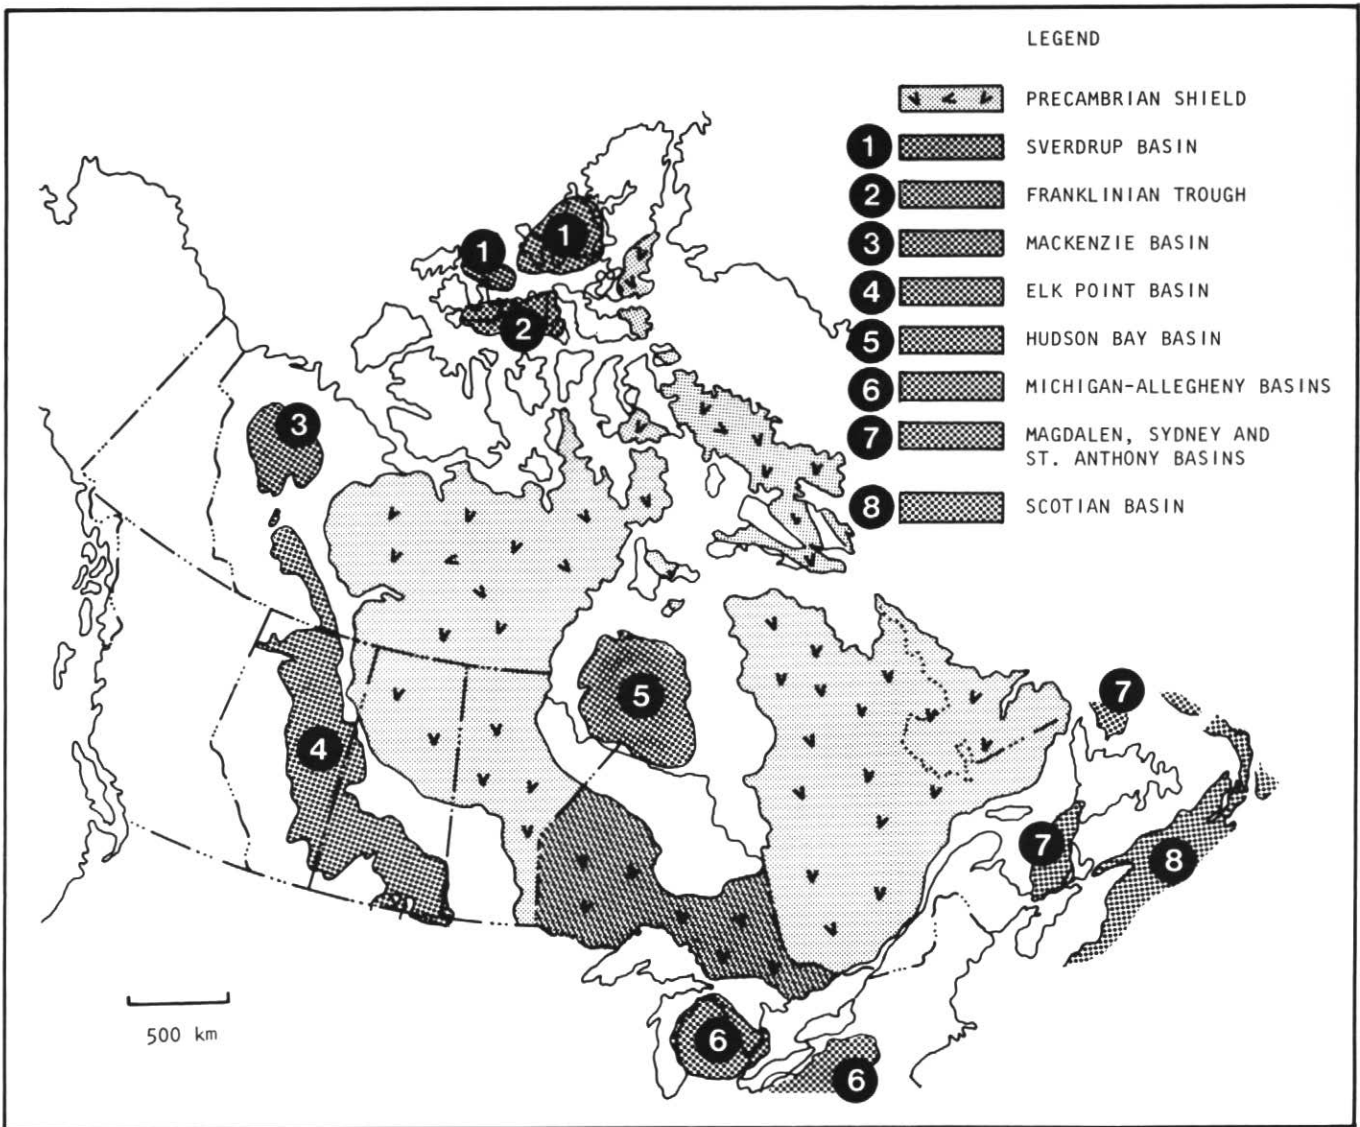 LEGEND
PRECAMBRIAN SHIELD
1 SVERDRUP BASIN
2 FRANKLINIAN TROUGH
3 MACKENZIE BASIN
4 ELK POINT BASIN
5 HUDSON BAY BASIN
6 MICHIGAN-ALLEGHENY BASINS
7 MAGDALEN, SYDNEY AND
ST. ANTHONY BASINS
8 SCOTIAN BASIN
1
1
2
3
5
7
4
7
8
500 km
6
6